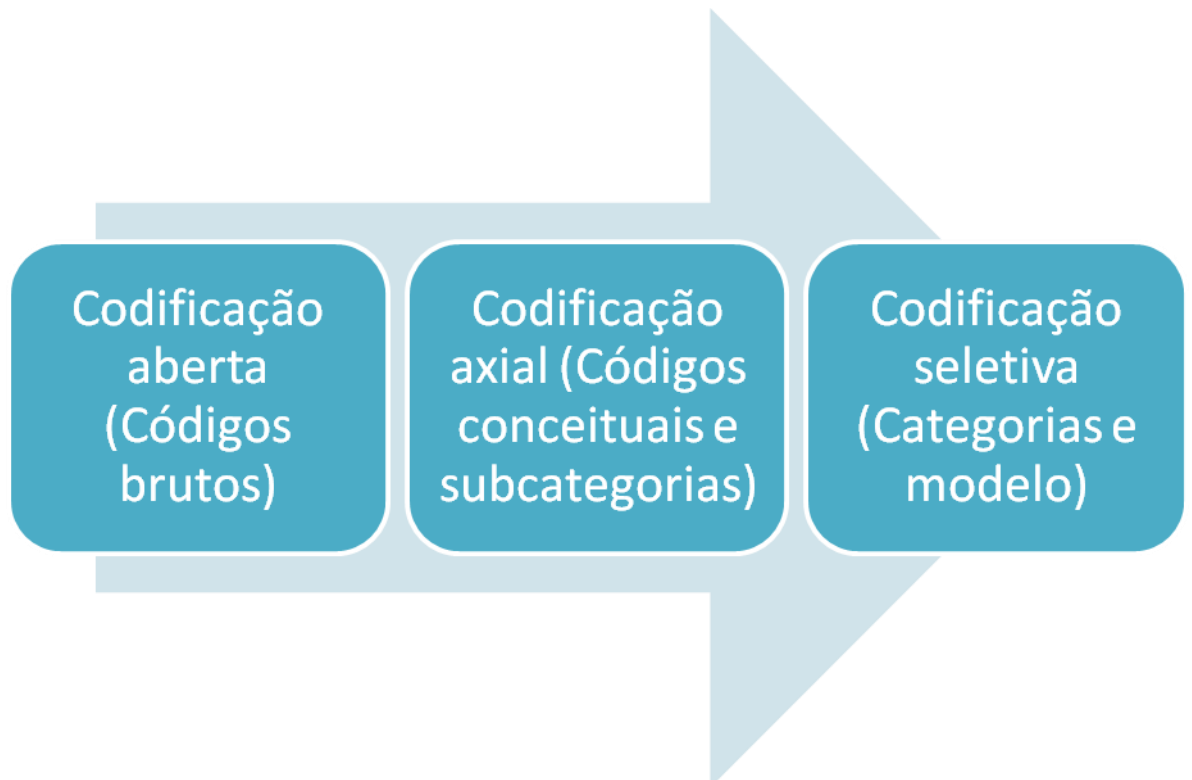 Codificação
aberta
(Códigos
brutos)
Codificação
axial (Códigos
conceituais e
subcategorias)
Codificação
seletiva
(Categorias e
modelo)